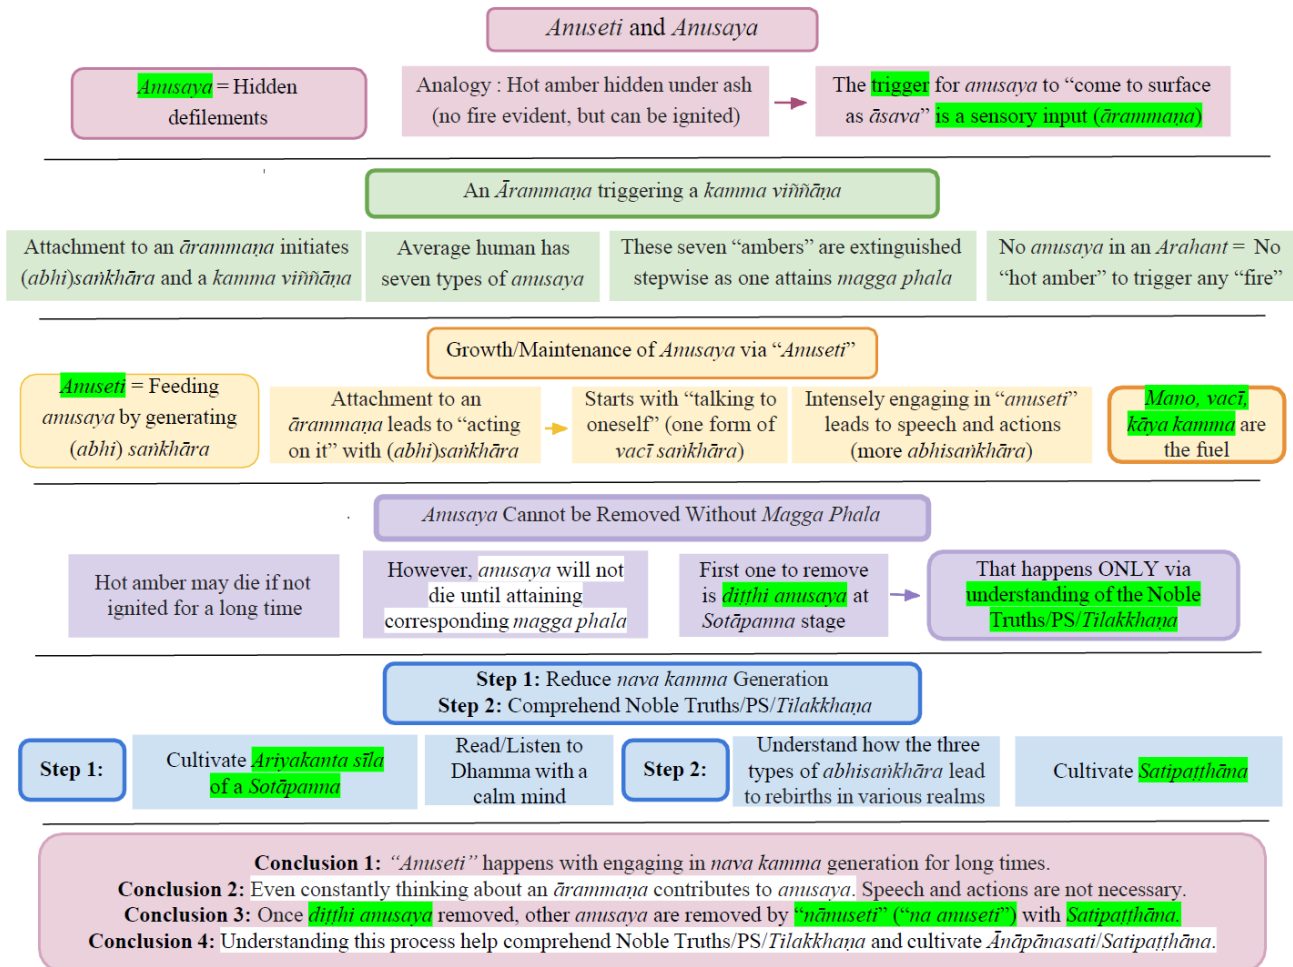 Anuseti and Anusaya
Anusaya = Hidden
defilements
Analogy : Hot amber hidden under ash
(no fire evident, but can be ignited)
The trigger for anusaya to “come to surface
as āsava” is a sensory input (ārammaṇa)
An Ārammaṇa triggering a kamma viññāṇa
Attachment to an ārammaṇa initiates
(abhi)saṅkhāra and a kamma viññāṇa
Average human has
seven types of anusaya
These seven “ambers” are extinguished
stepwise as one attains magga phala
No anusaya in an Arahant = No
“hot amber” to trigger any “fire”
Growth/Maintenance of Anusaya via “Anuseti”
Anuseti = Feeding
anusaya by generating
(abhi) saṅkhāra
Attachment to an
ārammaṇa leads to “acting
on it” with (abhi)saṅkhāra
Starts with “talking to
oneself” (one form of
vacī saṅkhāra)
Intensely engaging in “anuseti”
leads to speech and actions
(more abhisaṅkhāra)
Mano, vacī,
kāya kamma are
the fuel
Anusaya Cannot be Removed Without Magga Phala
Hot amber may die if not
ignited for a long time
However, anusaya will not
die until attaining
corresponding magga phala
First one to remove
is diṭṭhi anusaya at
Sotāpanna stage
That happens ONLY via
understanding of the Noble
Truths/PS/Tilakkhaṇa
Step 1: Reduce nava kamma Generation
Step 2: Comprehend Noble Truths/PS/Tilakkhaṇa
Step 1:
Cultivate Ariyakanta sīla
of a Sotāpanna
Read/Listen to
Dhamma with a
calm mind
Step 2:
Understand how the three
types of abhisaṅkhāra lead
to rebirths in various realms
Cultivate Satipaṭṭhāna
Conclusion 1: “Anuseti” happens with engaging in nava kamma generation for long times.
Conclusion 2: Even constantly thinking about an ārammaṇa contributes to anusaya. Speech and actions are not necessary.
Conclusion 3: Once diṭṭhi anusaya removed, other anusaya are removed by “nānuseti” (“na anuseti”) with Satipaṭṭhāna.
Conclusion 4: Understanding this process help comprehend Noble Truths/PS/Tilakkhaṇa and cultivate Ānāpānasati/Satipaṭṭhāna.